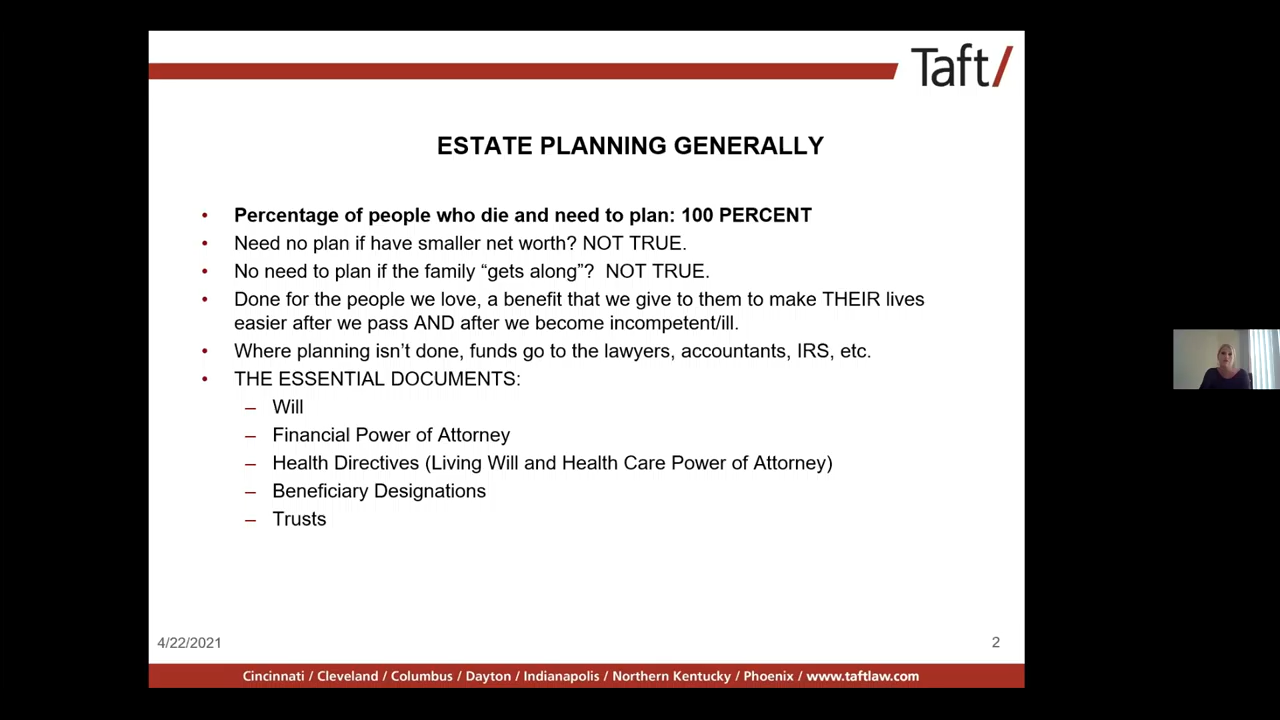 Taft/
ESTATE PLANNING GENERALLY
• Percentage of people who die and need to plan: 100 PERCENT
• Need no plan if have smaller net worth? NOT TRUE.
• No need to plan if the family “gets along”?  NOT TRUE.
• Done for the people we love, a benefit that we give to them to make THEIR lives
easier after we pass AND after we become incompetent/ill.
• Where planning isn’t done, funds go to the lawyers, accountants, IRS, etc.
• THE ESSENTIAL DOCUMENTS:
– Will
– Financial Power of Attorney
– Health Directives (Living Will and Health Care Power of Attorney)
– Beneficiary Designations
– Trusts
4/22/2021
2
Cincinnati / Cleveland / Columbus / Dayton / Indianapolis / Northern Kentucky / Phoenix / www.taftlaw.com